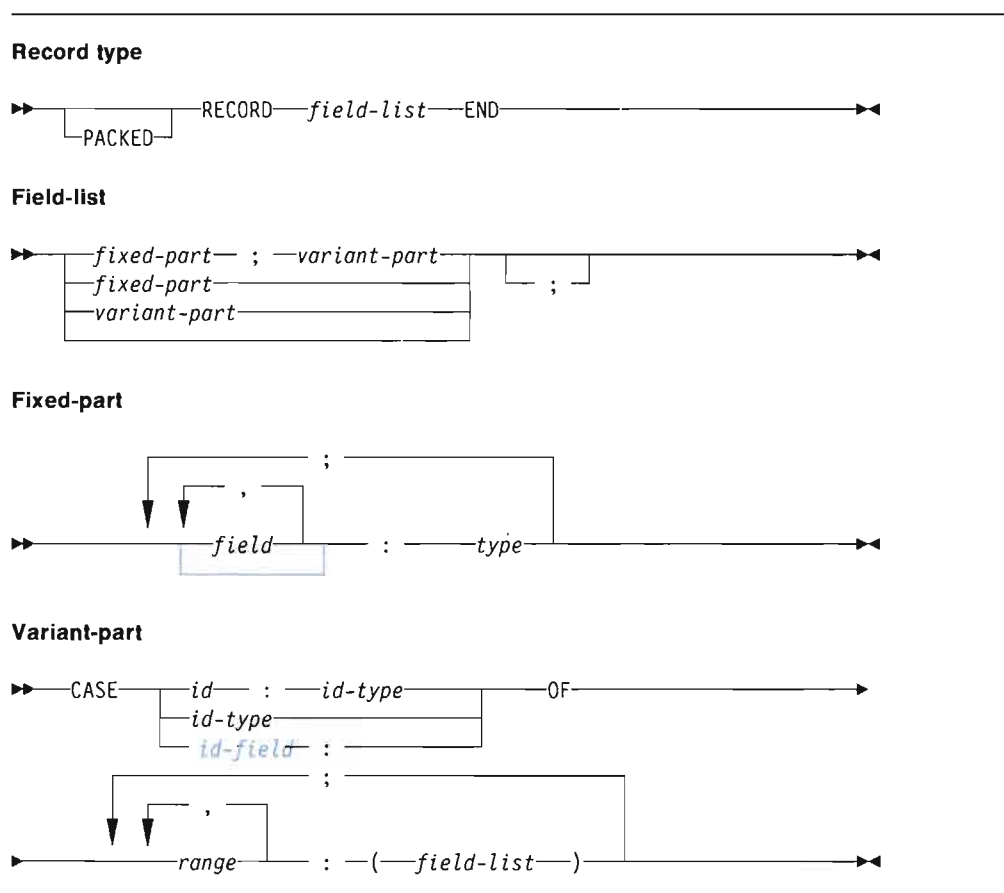 Record type
RECORD field-list END
PACKED
Field-list
fixed-part ; variant-part
fixed-part ;
variant-part
Fixed-part
;
,
field : type
Variant-part
CASE id : id-type OF
id-type
id-field :
;
,
range : ( field-list )